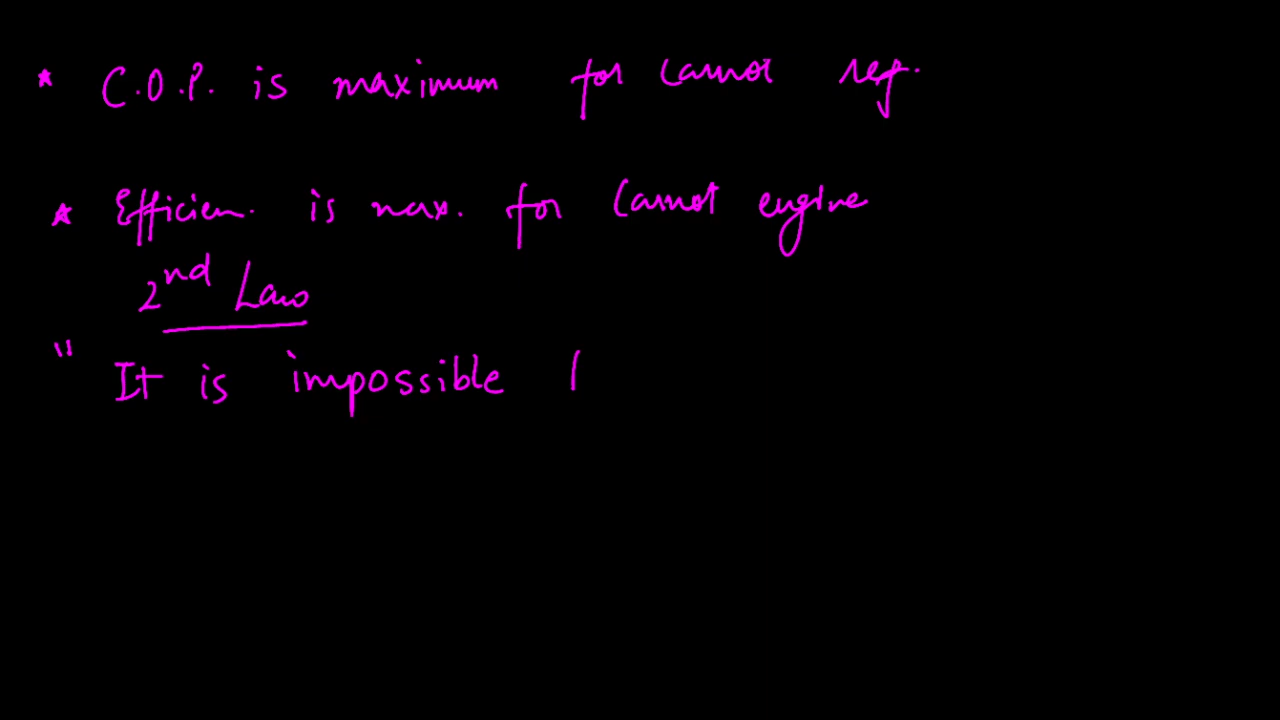 * C.O.P. is maximum for Carnot ref.
* Efficien. is max. for Carnot engine
2nd Law
" It is impossible